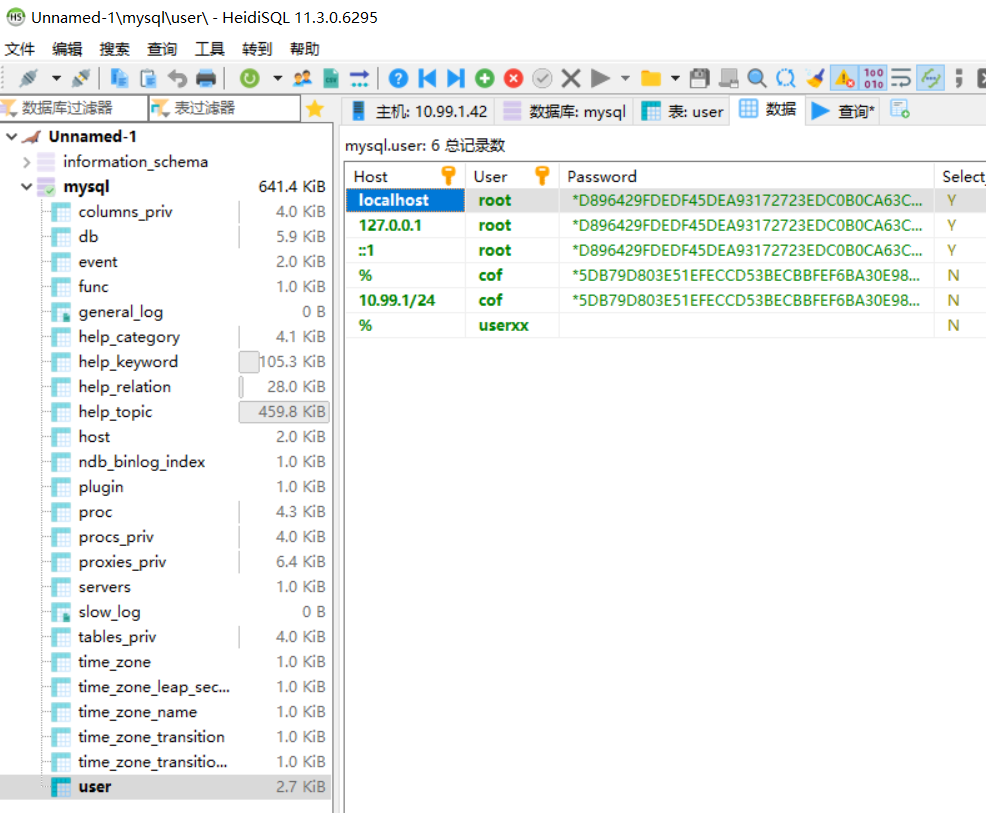 Unnamed-1\mysql\user\ - HeidiSQL 11.3.0.6295
文件 编辑 搜索 查询 工具 转到 帮助
数据库过滤器 表过滤器
主机: 10.99.1.42 数据库: mysql 表: user 数据 查询*
mysql.user: 6 总记录数
Unnamed-1
information_schema
mysql 641.4 KiB
columns_priv 4.0 KiB
db 5.9 KiB
event 2.0 KiB
func 1.0 KiB
general_log 0 B
help_category 4.1 KiB
help_keyword 105.3 KiB
help_relation 28.0 KiB
help_topic 459.8 KiB
host 2.0 KiB
ndb_binlog_index 1.0 KiB
plugin 1.0 KiB
proc 4.3 KiB
procs_priv 4.0 KiB
proxies_priv 6.4 KiB
servers 1.0 KiB
slow_log 0 B
tables_priv 4.0 KiB
time_zone 1.0 KiB
time_zone_leap_sec... 1.0 KiB
time_zone_name 1.0 KiB
time_zone_transition 1.0 KiB
time_zone_transitio... 1.0 KiB
user 2.7 KiB
Host User Password Select_
localhost root *D896429FDEDF45DEA93172723EDC0B0CA63C... Y
127.0.0.1 root *D896429FDEDF45DEA93172723EDC0B0CA63C... Y
::1 root *D896429FDEDF45DEA93172723EDC0B0CA63C... Y
% cof *5DB79D803E51EFECCD53BECBBFEF6BA30E98... N
10.99.1/24 cof *5DB79D803E51EFECCD53BECBBFEF6BA30E98... N
% userxx N